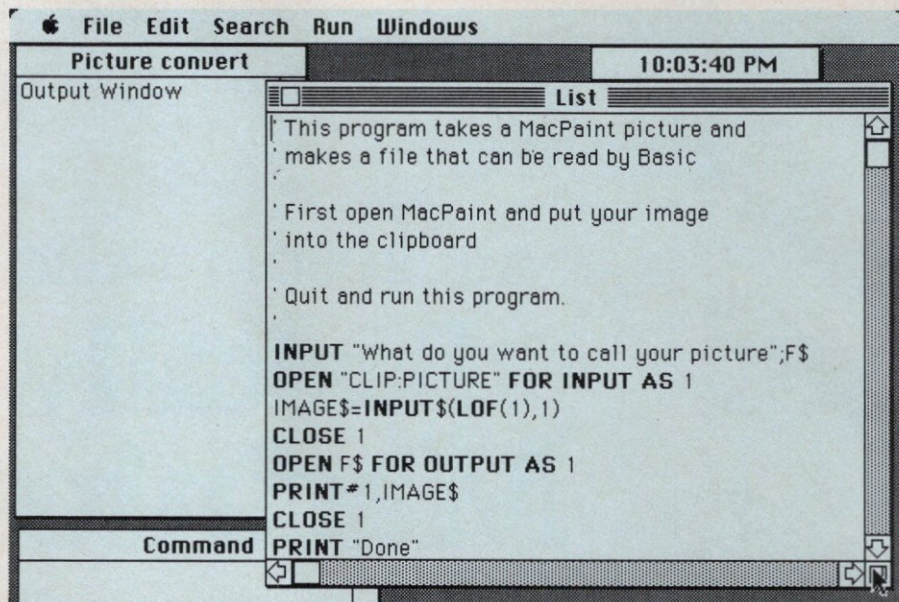 File Edit Search Run Windows
Picture convert
10:03:40 PM
Output Window
List
' This program takes a MacPaint picture and
' makes a file that can be read by Basic
'
' First open MacPaint and put your image
' into the clipboard
'
' Quit and run this program.
'
INPUT "What do you want to call your picture";F$
OPEN "CLIP:PICTURE" FOR INPUT AS 1
IMAGE$=INPUT$(LOF(1),1)
CLOSE 1
OPEN F$ FOR OUTPUT AS 1
PRINT#1,IMAGE$
CLOSE 1
PRINT "Done"
Command